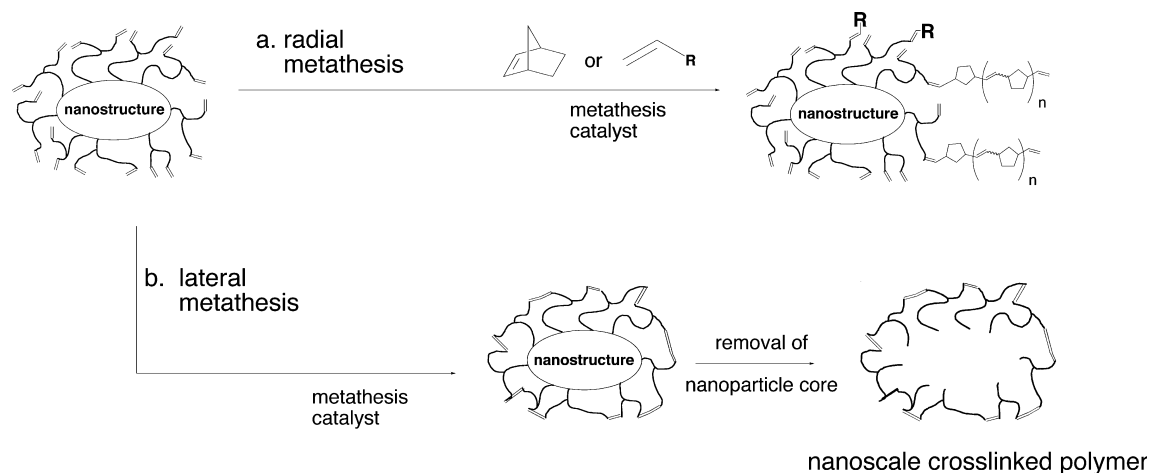 nanostructure
a. radial
metathesis
or
R
metathesis
catalyst
R
R
nanostructure
n
n
b. lateral
metathesis
metathesis
catalyst
nanostructure
removal of
nanoparticle core
nanoscale crosslinked polymer